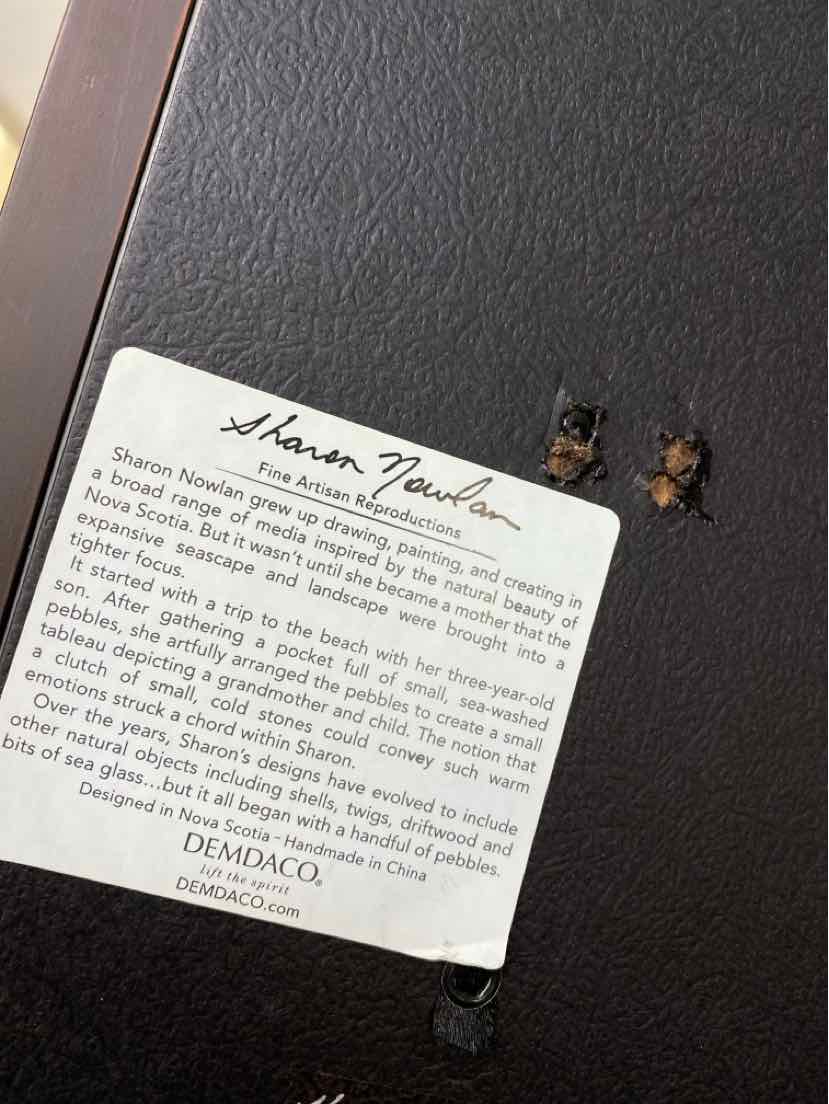 Sharon Nowlan
Fine Artisan Reproductions
Sharon Nowlan grew up drawing, painting, and creating in
a broad range of media inspired by the natural beauty of
Nova Scotia. But it wasn't until she became a mother that the
expansive seascape and landscape were brought into a
tighter focus.
It started with a trip to the beach with her three-year-old
son. After gathering a pocket full of small, sea-washed
pebbles, she artfully arranged the pebbles to create a small
tableau depicting a grandmother and child. The notion that
a clutch of small, cold stones could convey such warm
emotions struck a chord within Sharon.
Over the years, Sharon's designs have evolved to include
other natural objects including shells, twigs, driftwood and
bits of sea glass...but it all began with a handful of pebbles.
Designed in Nova Scotia - Handmade in China
DEMDACO®
lift the spirit
DEMDACO.com